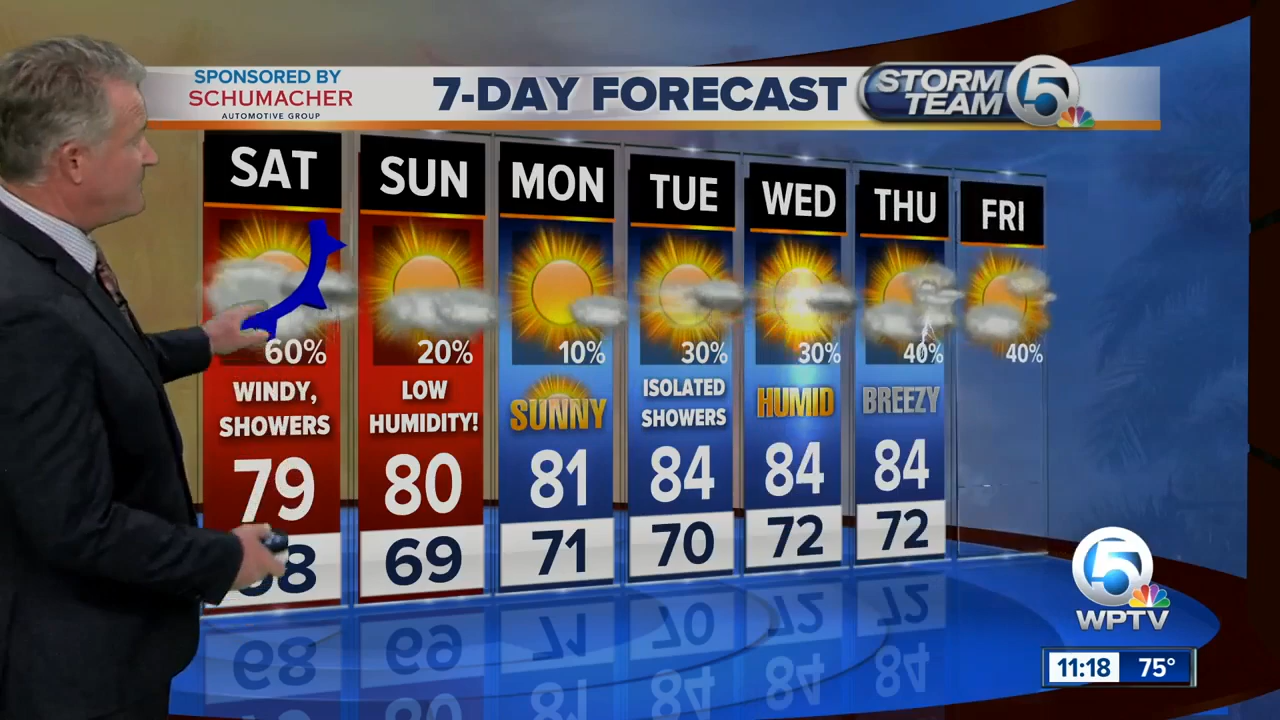 SPONSORED BY
SCHUMACHER
AUTOMOTIVE GROUP
7-DAY FORECAST
STORM
TEAM
5
SAT
SUN
MON
TUE
WED
THU
FRI
60%
20%
10%
30%
30%
40%
40%
WINDY,
SHOWERS
LOW
HUMIDITY!
SUNNY
ISOLATED
SHOWERS
HUMID
BREEZY
79
80
81
84
84
84
68
69
71
70
72
72
5
WPTV
11:18 75°